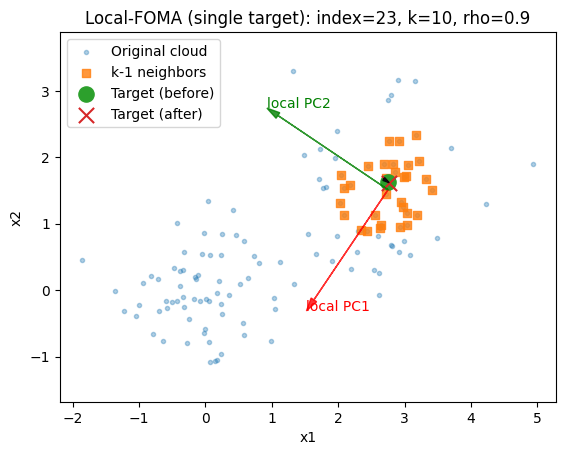 Local-FOMA (single target): index=23, k=10, rho=0.9
Original cloud
k-1 neighbors
Target (before)
Target (after)
local PC2
local PC1
x2
3
2
1
0
−1
−2 −1 0 1 2 3 4 5
x1